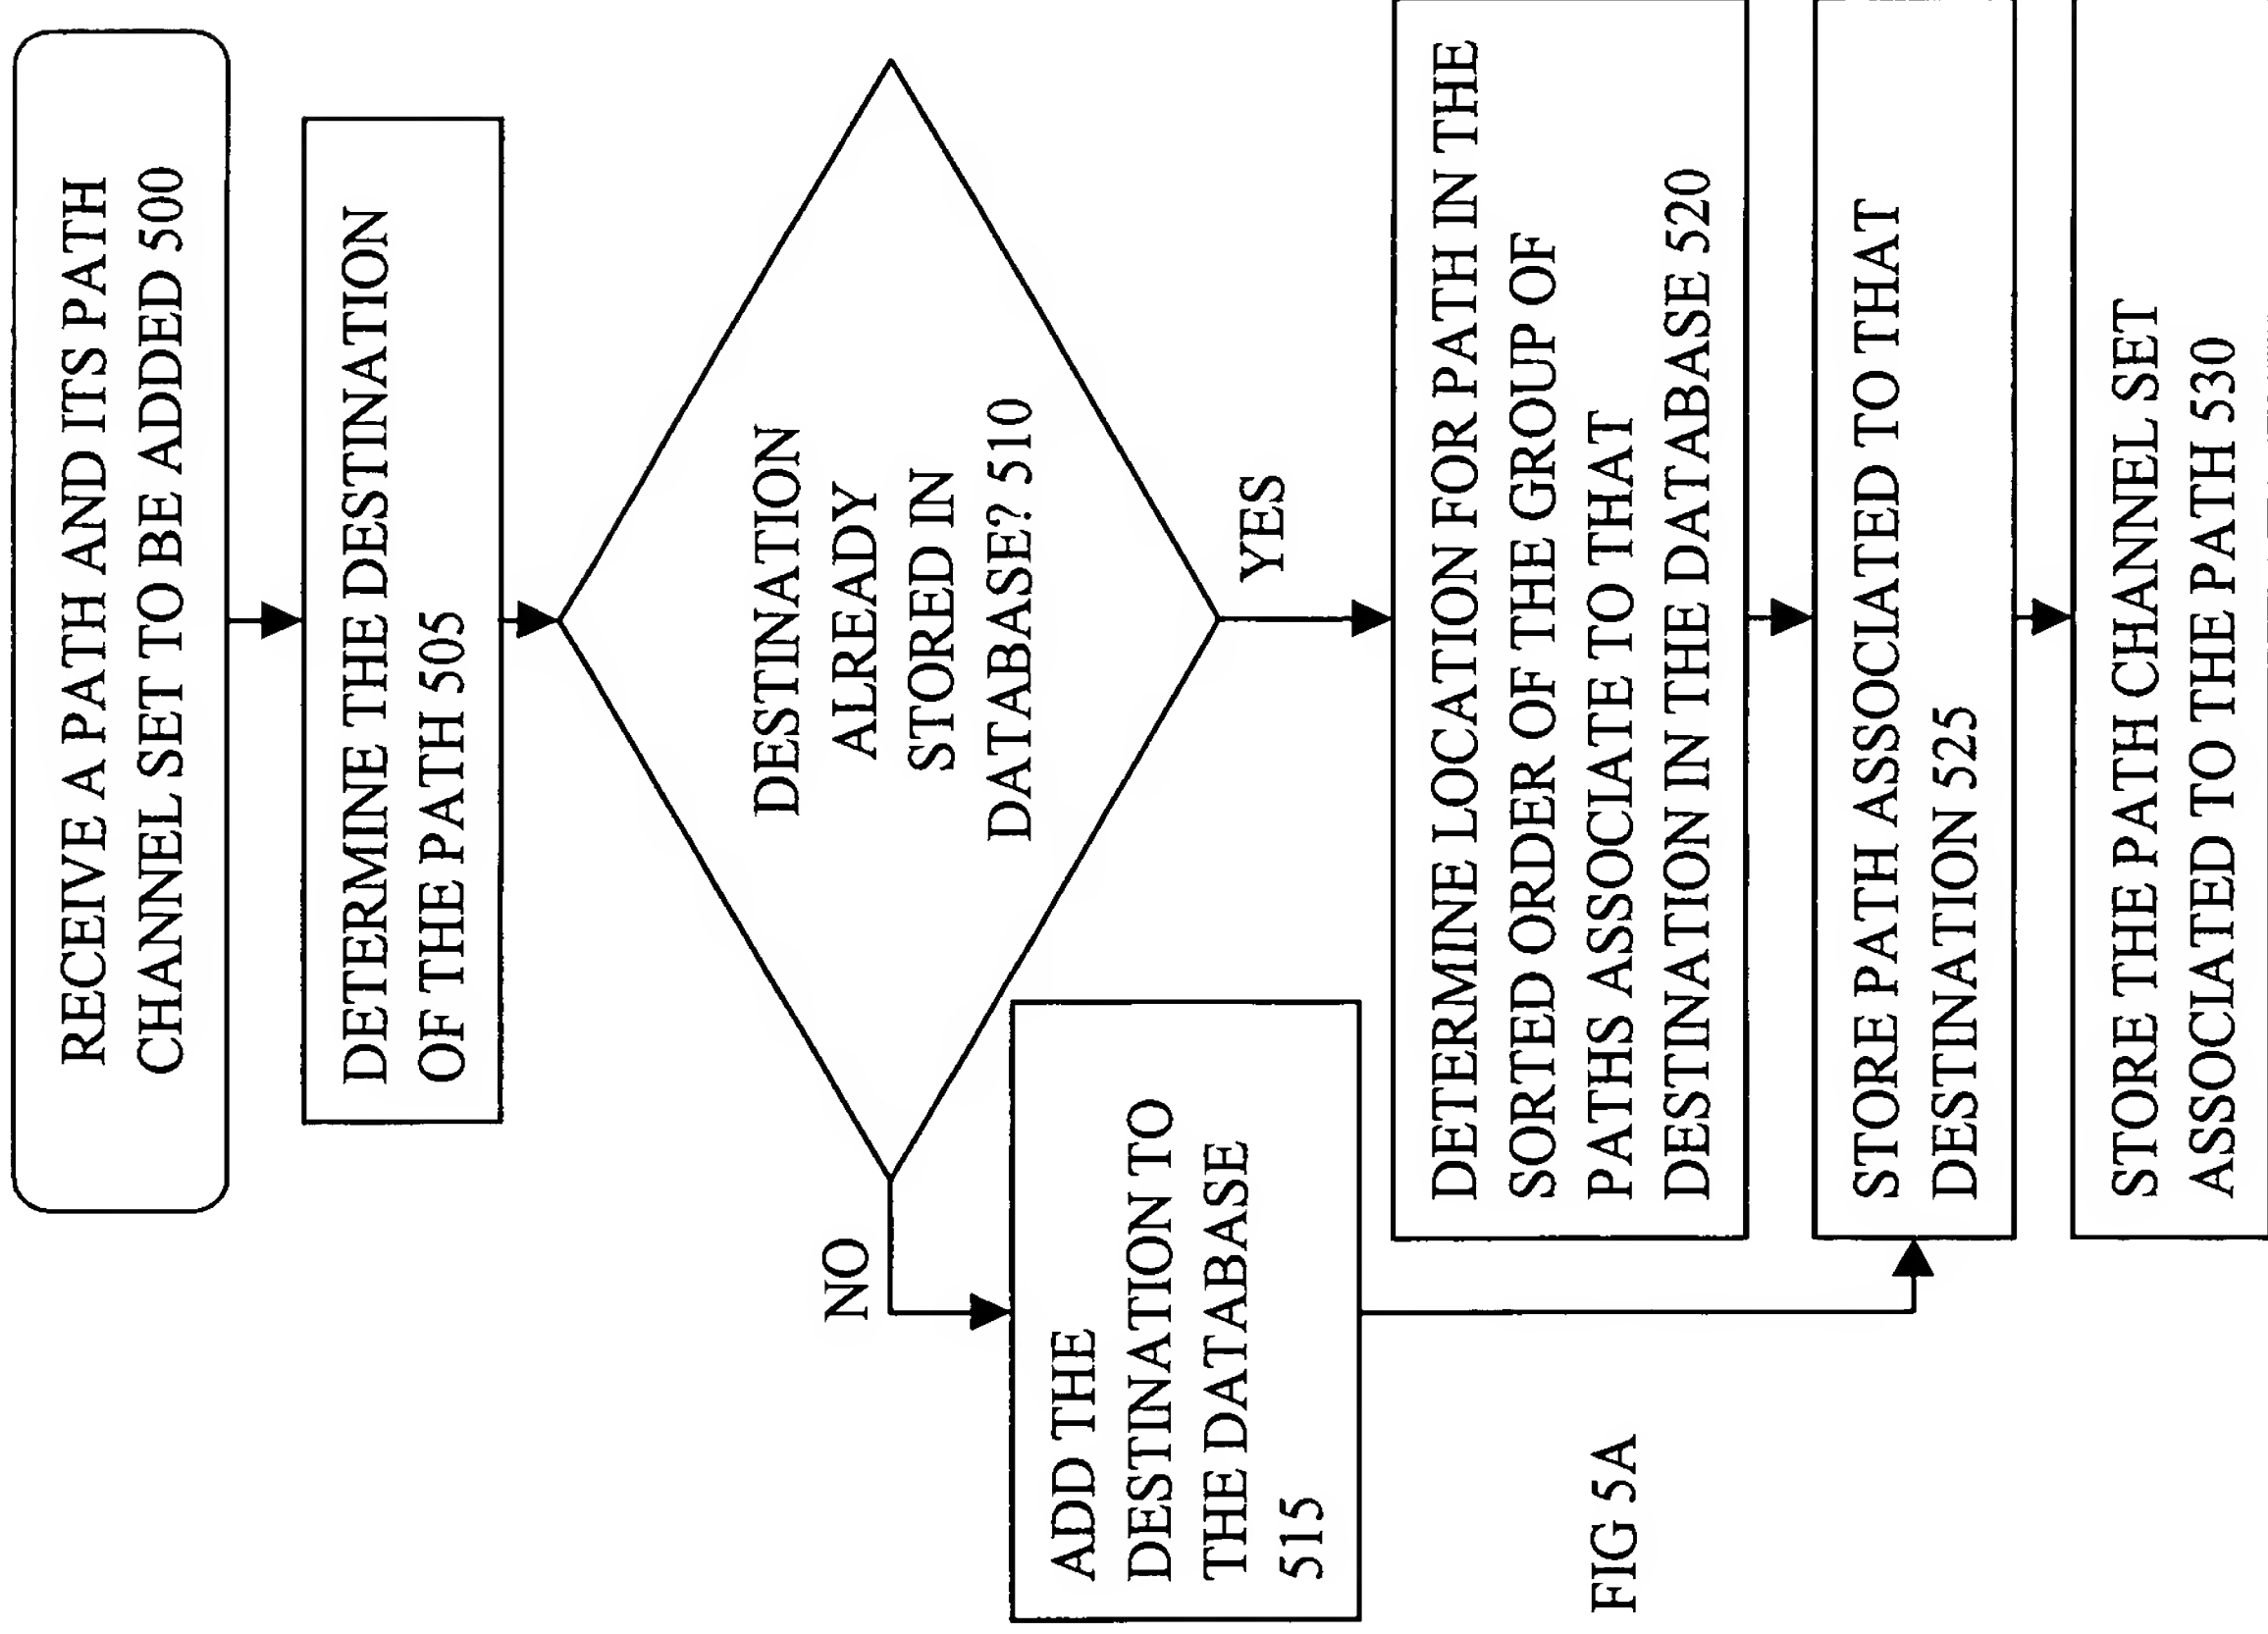 RECEIVE A PATH AND ITS PATH
CHANNEL SET TO BE ADDED 500
DETERMINE THE DESTINATION
OF THE PATH 505
DESTINATION
ALREADY
STORED IN
DATABASE? 510
NO
YES
ADD THE
DESTINATION TO
THE DATABASE
515
DETERMINE LOCATION FOR PATH IN THE
SORTED ORDER OF THE GROUP OF
PATHS ASSOCIATE TO THAT
DESTINATION IN THE DATABASE 520
STORE PATH ASSOCIATED TO THAT
DESTINATION 525
STORE THE PATH CHANNEL SET
ASSOCIATED TO THE PATH 530
FIG 5A